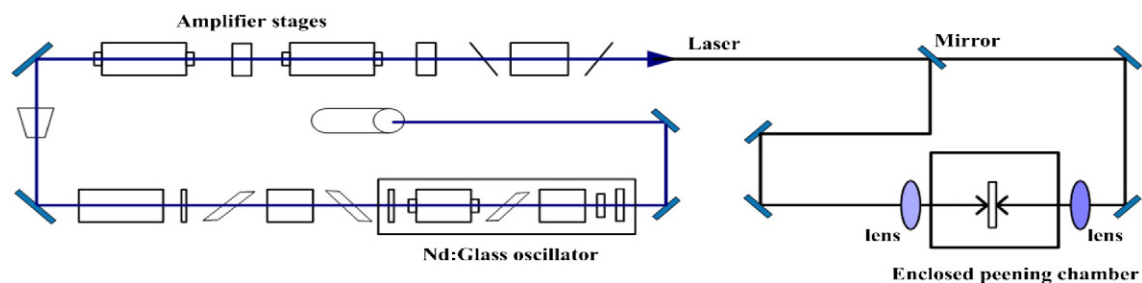 Amplifier stages
Laser
Mirror
lens
lens
Nd:Glass oscillator
Enclosed peening chamber